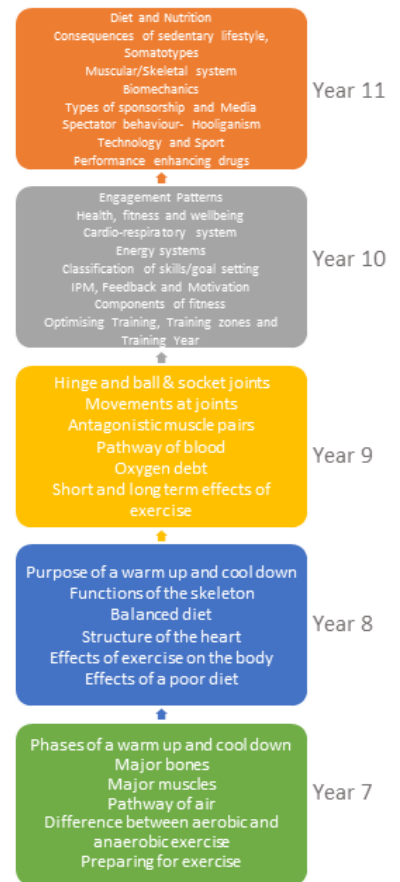 Diet and Nutrition
Consequences of sedentary lifestyle,
Somatotypes
Muscular/Skeletal system
Biomechanics
Types of sponsorship and Media
Spectator behaviour- Hooliganism
Technology and Sport
Performance enhancing drugs
Year 11
Engagement Patterns
Health, fitness and wellbeing
Cardio-respiratory system
Energy systems
Classification of skills/goal setting
IPM, Feedback and Motivation
Components of fitness
Optimising Training, Training zones and
Training Year
Year 10
Hinge and ball & socket joints
Movements at joints
Antagonistic muscle pairs
Pathway of blood
Oxygen debt
Short and long term effects of
exercise
Year 9
Purpose of a warm up and cool down
Functions of the skeleton
Balanced diet
Structure of the heart
Effects of exercise on the body
Effects of a poor diet
Year 8
Phases of a warm up and cool down
Major bones
Major muscles
Pathway of air
Difference between aerobic and
anaerobic exercise
Preparing for exercise
Year 7